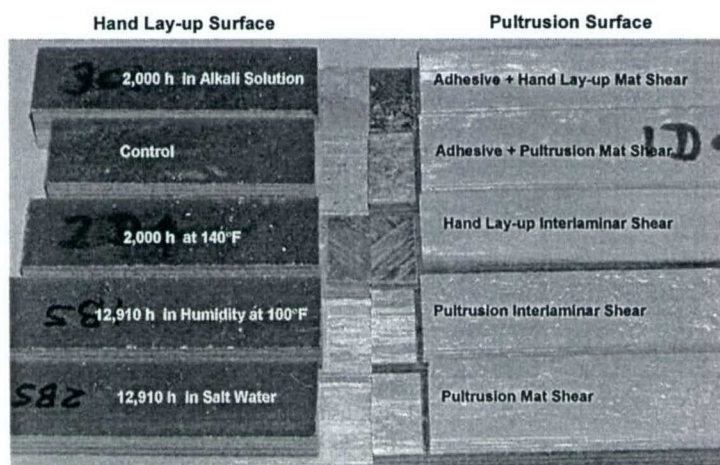 Hand Lay-up Surface Pultrusion Surface
2,000 h in Alkali Solution Adhesive + Hand Lay-up Mat Shear
Control Adhesive + Pultrusion Mat Shear
2,000 h at 140°F Hand Lay-up Interlaminar Shear
12,910 h in Humidity at 100°F Pultrusion Interlaminar Shear
2B5 12,910 h in Salt Water Pultrusion Mat Shear